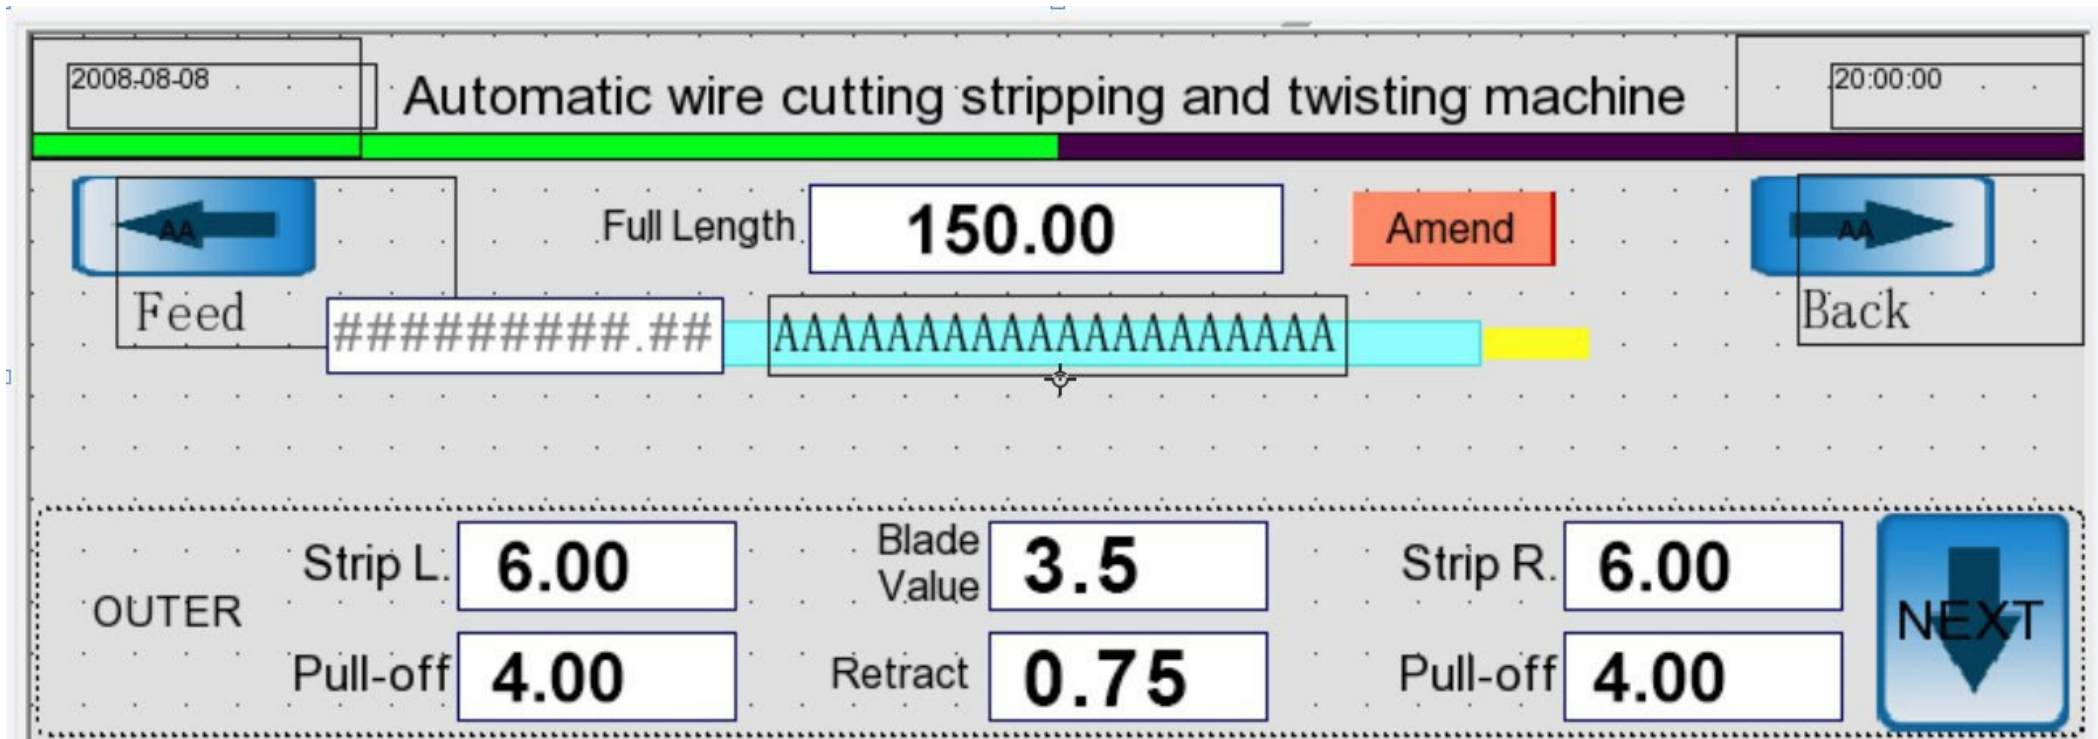 2008-08-08
Automatic wire cutting stripping and twisting machine
20:00:00
AA
Full Length
150.00
Amend
AA
Feed
#########.##
AAAAAAAAAAAAAAAAAAAA
Back
OUTER
Strip L.
6.00
Blade
Value
3.5
Strip R.
6.00
NEXT
Pull-off
4.00
Retract
0.75
Pull-off
4.00